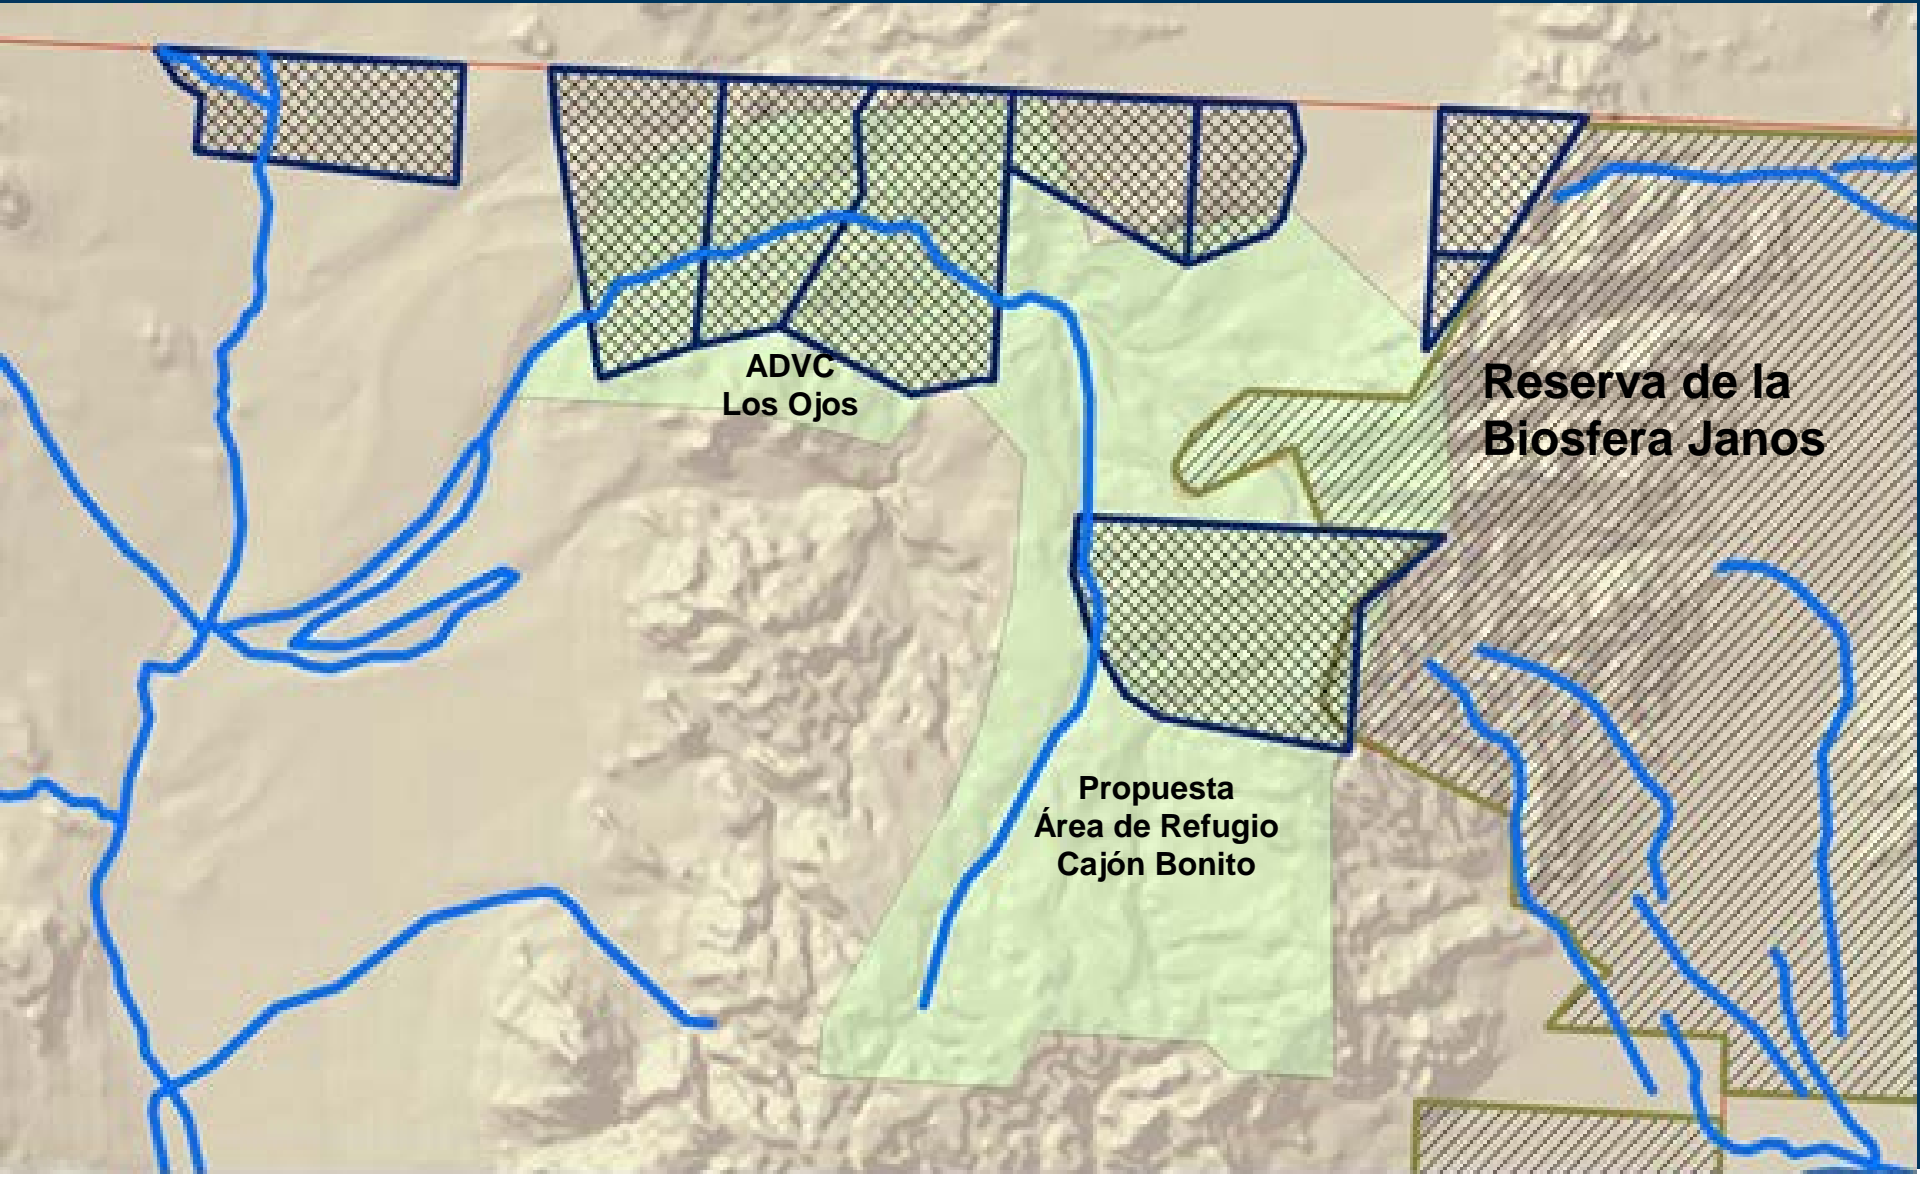 ADVC
Los Ojos
Reserva de la
Biosfera Janos
Propuesta
Área de Refugio
Cajón Bonito